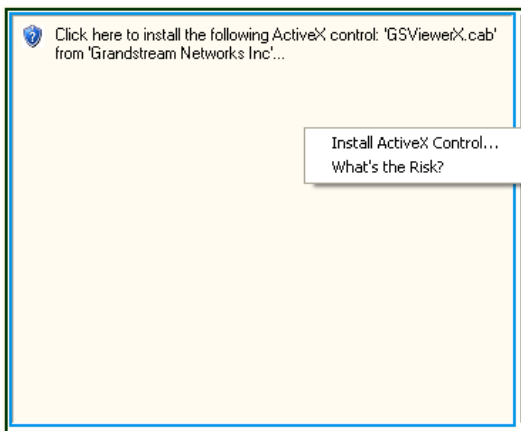 Click here to install the following ActiveX control: 'GSViewerX.cab'
from 'Grandstream Networks Inc'...
Install ActiveX Control...
What's the Risk?